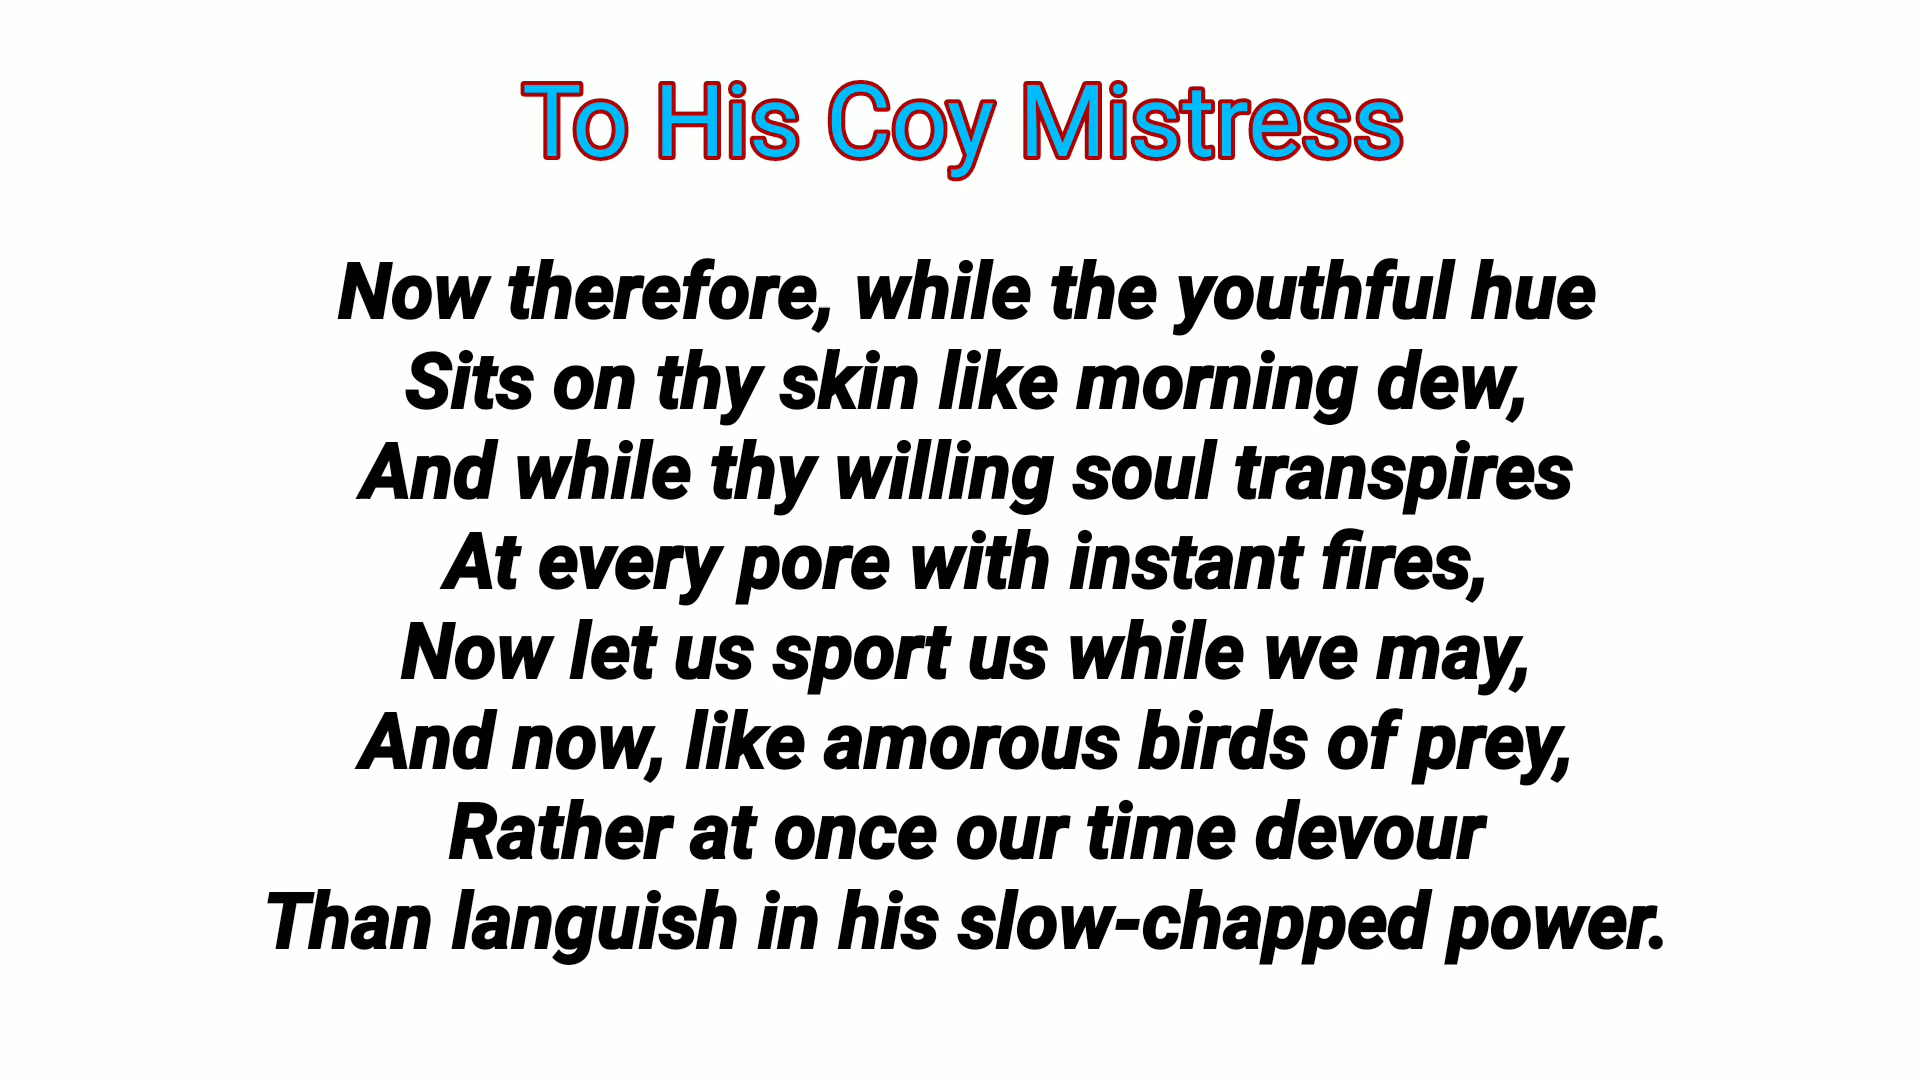 To His Coy Mistress
Now therefore, while the youthful hue
Sits on thy skin like morning dew,
And while thy willing soul transpires
At every pore with instant fires,
Now let us sport us while we may,
And now, like amorous birds of prey,
Rather at once our time devour
Than languish in his slow-chapped power.